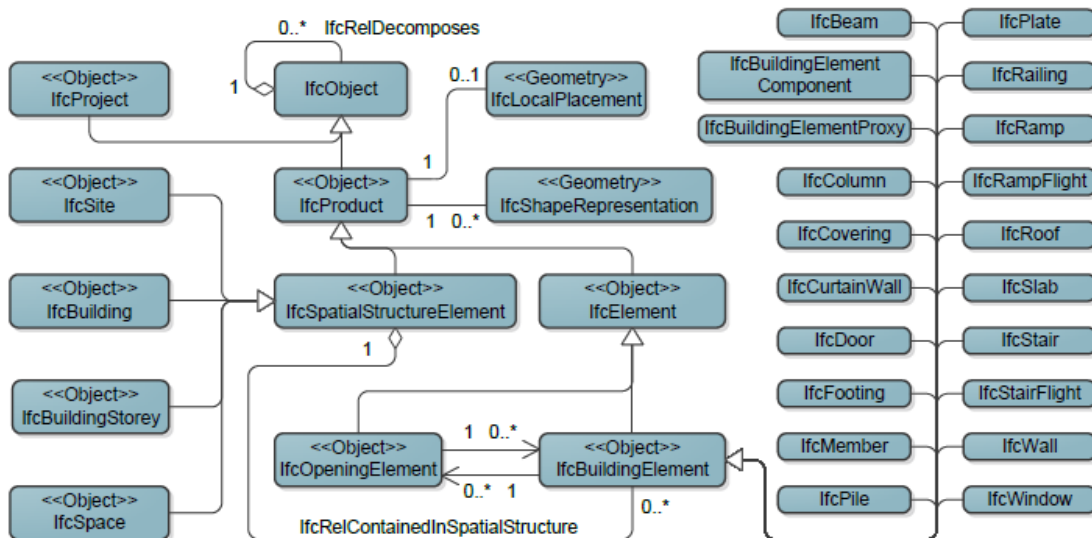 0..*
IfcRelDecomposes
1
IfcObject
<<Object>>
IfcProject
0..1
<<Geometry>>
IfcLocalPlacement
1
<<Object>>
IfcSite
<<Object>>
IfcProduct
<<Geometry>>
IfcShapeRepresentation
1 0..*
<<Object>>
IfcBuilding
<<Object>>
IfcSpatialStructureElement
<<Object>>
IfcElement
1
<<Object>>
IfcBuildingStorey
<<Object>>
IfcOpeningElement
1 0..*
0..* 1
<<Object>>
IfcBuildingElement
<<Object>>
IfcSpace
0..*
IfcRelContainedInSpatialStructure
IfcBeam
IfcPlate
IfcBuildingElement
Component
IfcRailing
IfcBuildingElementProxy
IfcRamp
IfcColumn
IfcRampFlight
IfcCovering
IfcRoof
IfcCurtainWall
IfcSlab
IfcDoor
IfcStair
IfcFooting
IfcStairFlight
IfcMember
IfcWall
IfcPile
IfcWindow